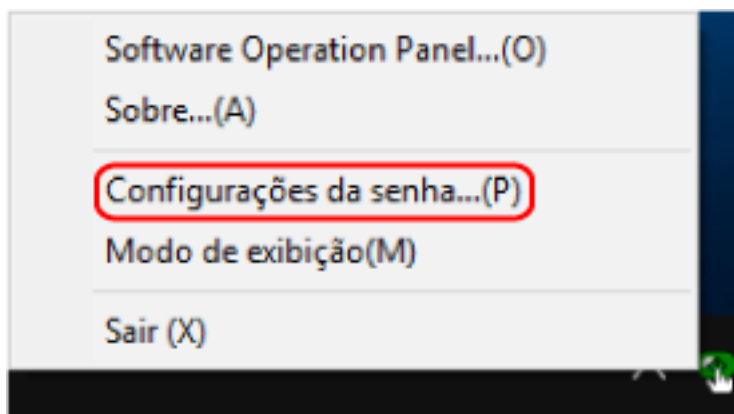 Software Operation Panel...(O)
Sobre...(A)
Configurações da senha...(P)
Modo de exibição(M)
Sair (X)